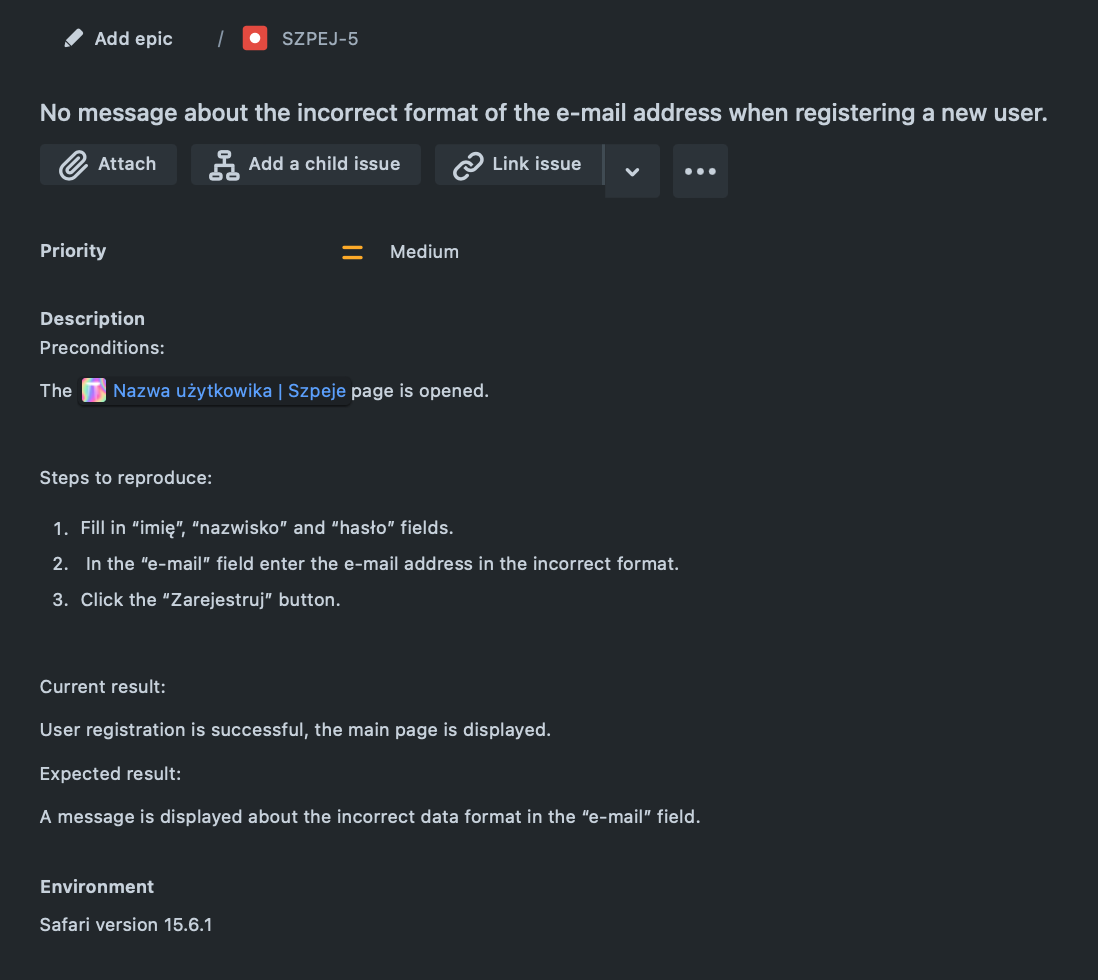 Add epic / SZPEJ-5
No message about the incorrect format of the e-mail address when registering a new user.
Attach Add a child issue Link issue
Priority Medium
Description
Preconditions:
The Nazwa użytkowika | Szpeje page is opened.
Steps to reproduce:
1. Fill in “imię”, “nazwisko” and “hasło” fields.
2. In the “e-mail” field enter the e-mail address in the incorrect format.
3. Click the “Zarejestruj” button.
Current result:
User registration is successful, the main page is displayed.
Expected result:
A message is displayed about the incorrect data format in the “e-mail” field.
Environment
Safari version 15.6.1